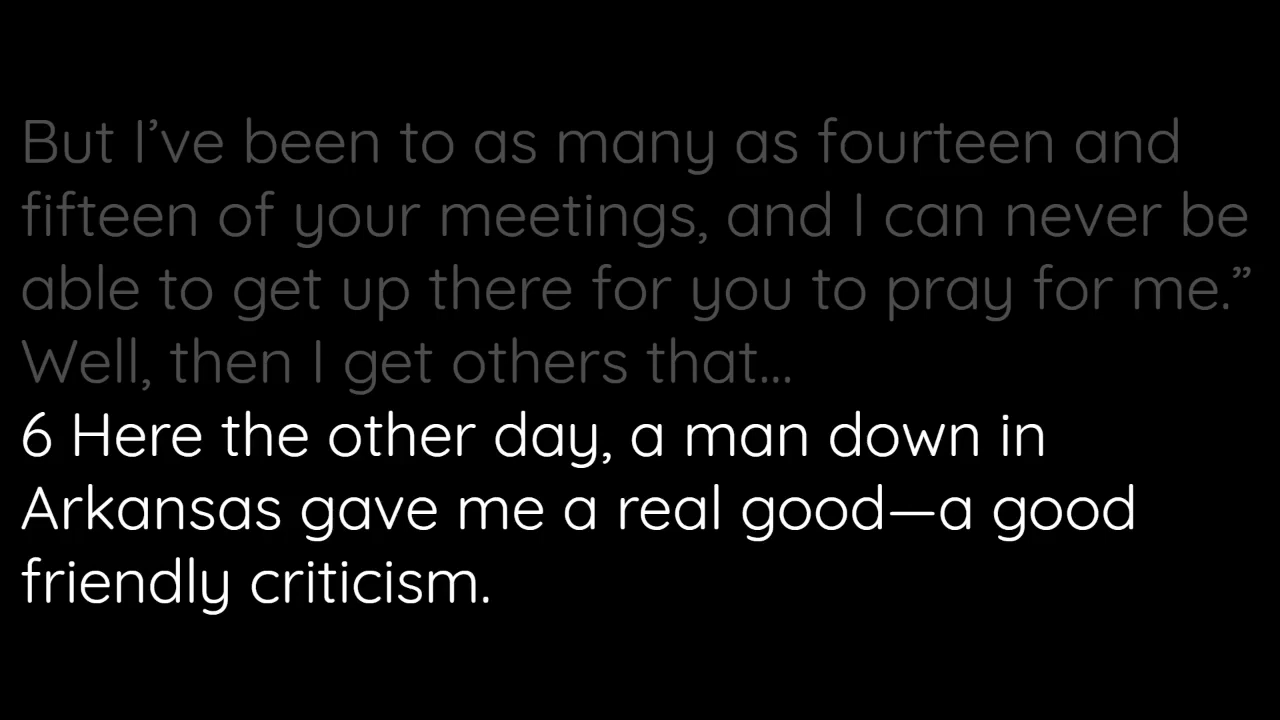 But I’ve been to as many as fourteen and
fifteen of your meetings, and I can never be
able to get up there for you to pray for me.”
Well, then I get others that...
6 Here the other day, a man down in
Arkansas gave me a real good—a good
friendly criticism.